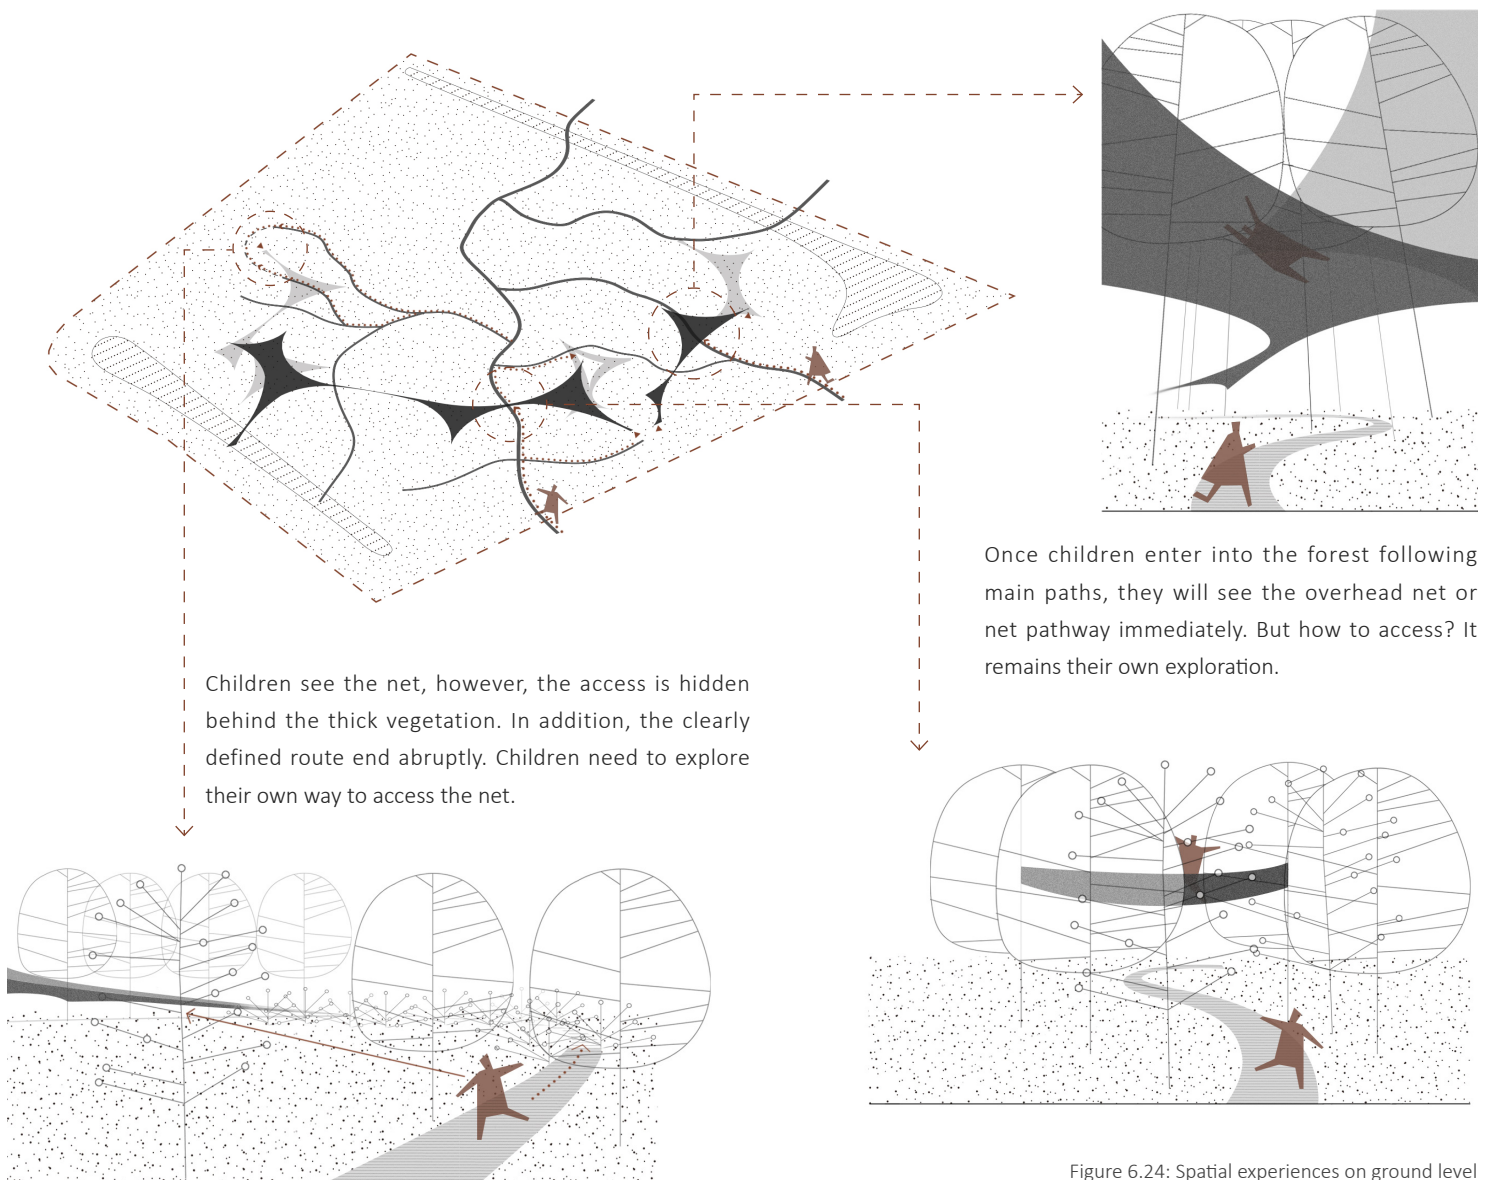 Once children enter into the forest following
main paths, they will see the overhead net or
net pathway immediately. But how to access? It
remains their own exploration.
Children see the net, however, the access is hidden
behind the thick vegetation. In addition, the clearly
defined route end abruptly. Children need to explore
their own way to access the net.
Figure 6.24: Spatial experiences on ground level